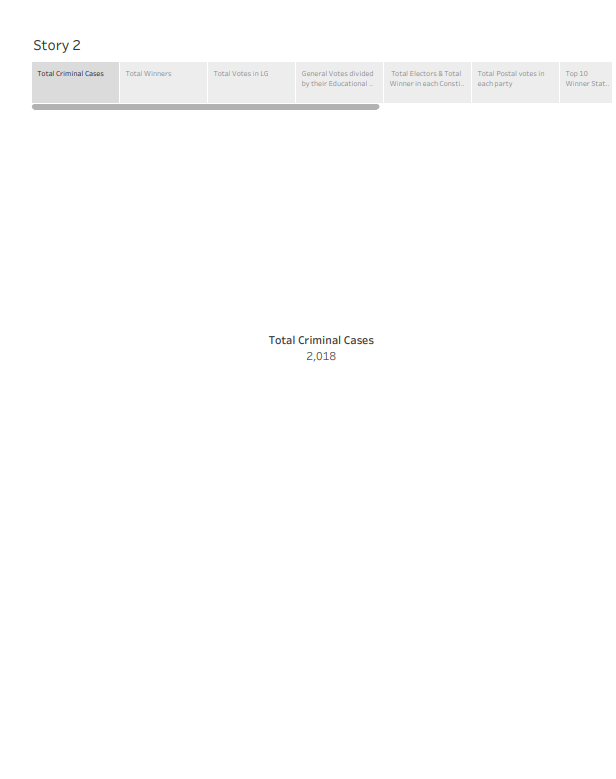 Story 2
Total Criminal Cases
Total Winners
Total Votes in LG
General Votes divided
by their Educational ..
Total Electors & Total
Winner in each Consti..
Total Postal votes in
each party
Top 10
Winner Stat..
Total Criminal Cases
2,018